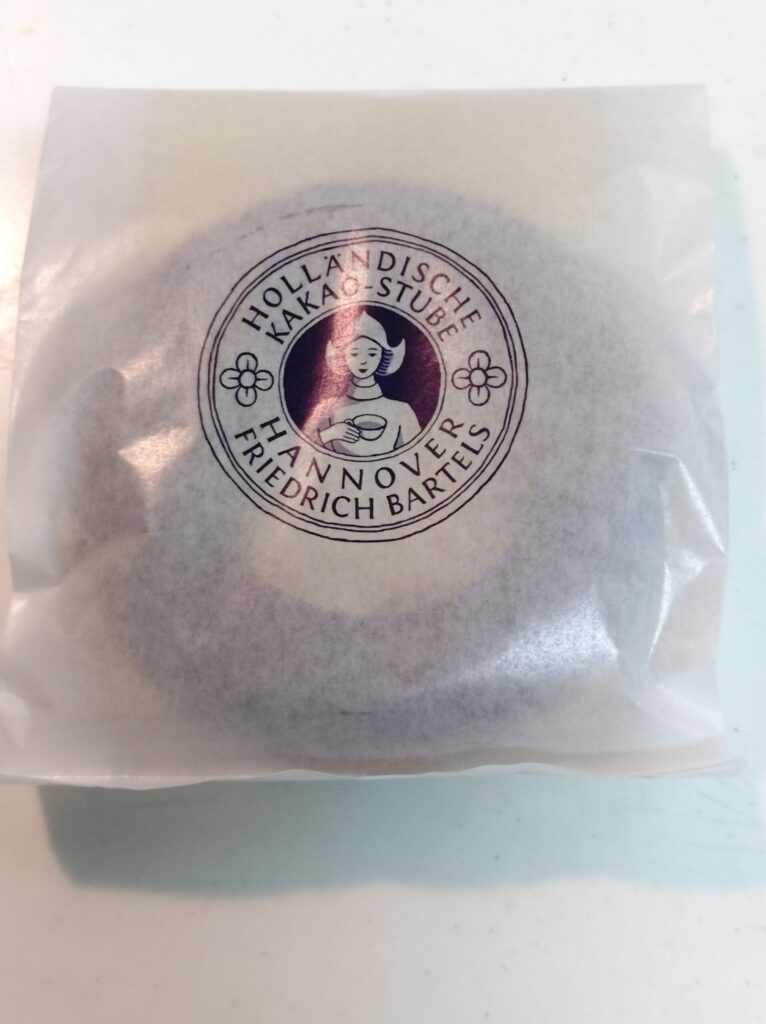 HOLLÄNDISCHE
KAKAO-STUBE
HANNOVER
FRIEDRICH BARTELS